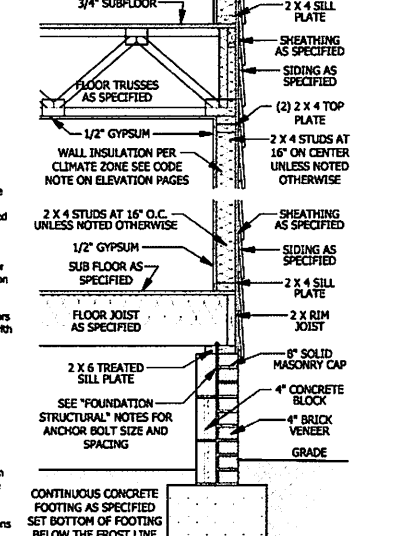 3/4" SUBFLOOR
2 X 4 SILL
PLATE
SHEATHING
AS SPECIFIED
SIDING AS
SPECIFIED
FLOOR TRUSSES
AS SPECIFIED
(2) 2 X 4 TOP
PLATE
1/2" GYPSUM
2 X 4 STUDS AT
16" ON CENTER
UNLESS NOTED
OTHERWISE
WALL INSULATION PER
CLIMATE ZONE SEE CODE
NOTE ON ELEVATION PAGES
2 X 4 STUDS AT 16" O.C.
UNLESS NOTED OTHERWISE
SHEATHING
AS SPECIFIED
1/2" GYPSUM
SIDING AS
SPECIFIED
SUB FLOOR AS
SPECIFIED
2 X 4 SILL
PLATE
FLOOR JOIST
AS SPECIFIED
2 X RIM
JOIST
2 X 6 TREATED
SILL PLATE
8" SOLID
MASONRY CAP
SEE "FOUNDATION
STRUCTURAL" NOTES FOR
ANCHOR BOLT SIZE AND
SPACING
4" CONCRETE
BLOCK
4" BRICK
VENEER
GRADE
CONTINUOUS CONCRETE
FOOTING AS SPECIFIED
SET BOTTOM OF FOOTING
BELOW THE FROST LINE